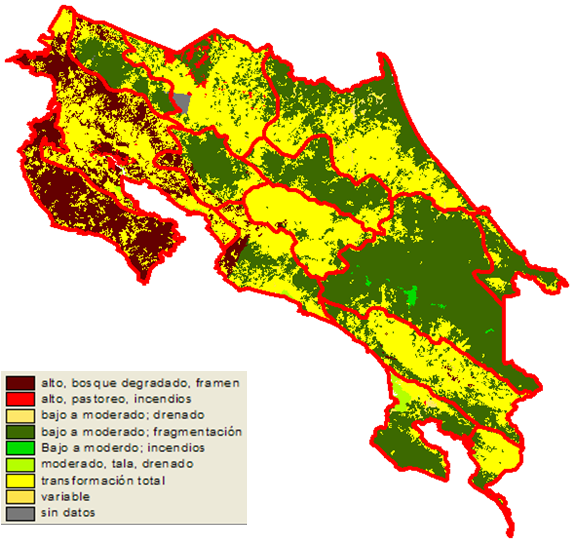 alto, bosque degradado, framen
alto, pastoreo, incendios
bajo a moderado; drenado
bajo a moderado; fragmentación
Bajo a moderdo; incendios
moderado, tala, drenado
transformación total
variable
sin datos